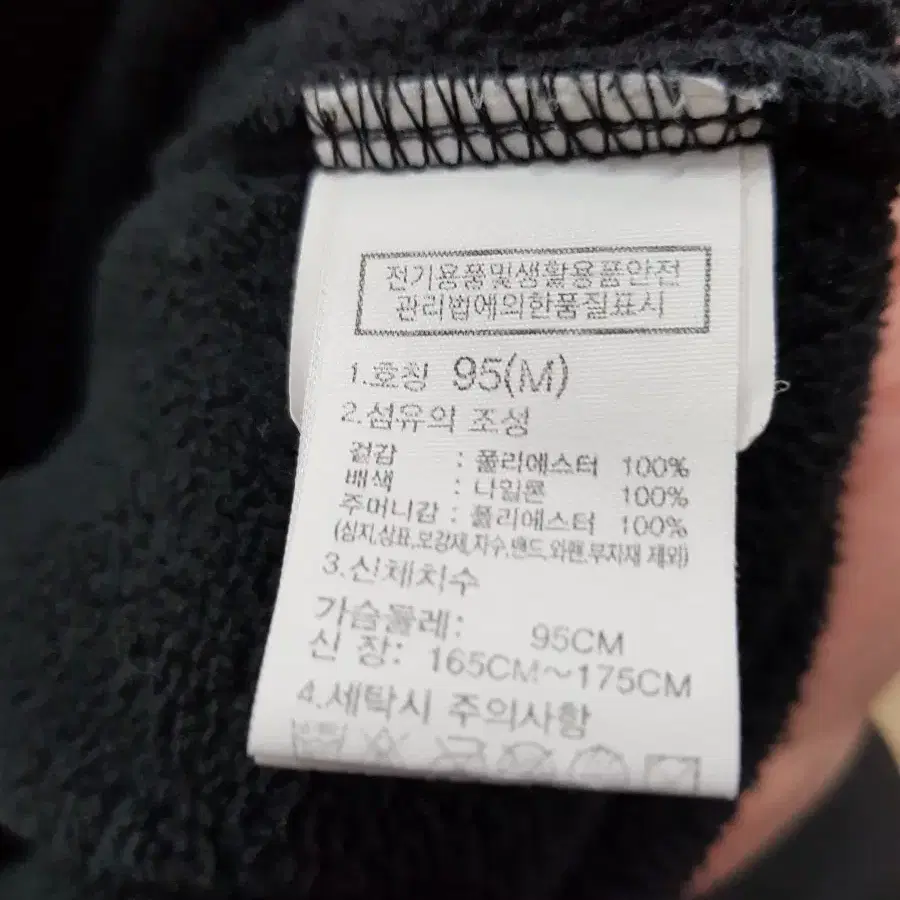 전기용품및생활용품안전
관리법에의한품질표시
1.호칭 95(M)
2.섬유의 조성
겉감 : 폴리에스터 100%
배색 : 나일론 100%
주머니감 : 폴리에스터 100%
(심지,상표,보강제,자수,밴드,와펜,부자재 제외)
3.신체치수
가슴둘레: 95CM
신 장: 165CM~175CM
4.세탁시 주의사항